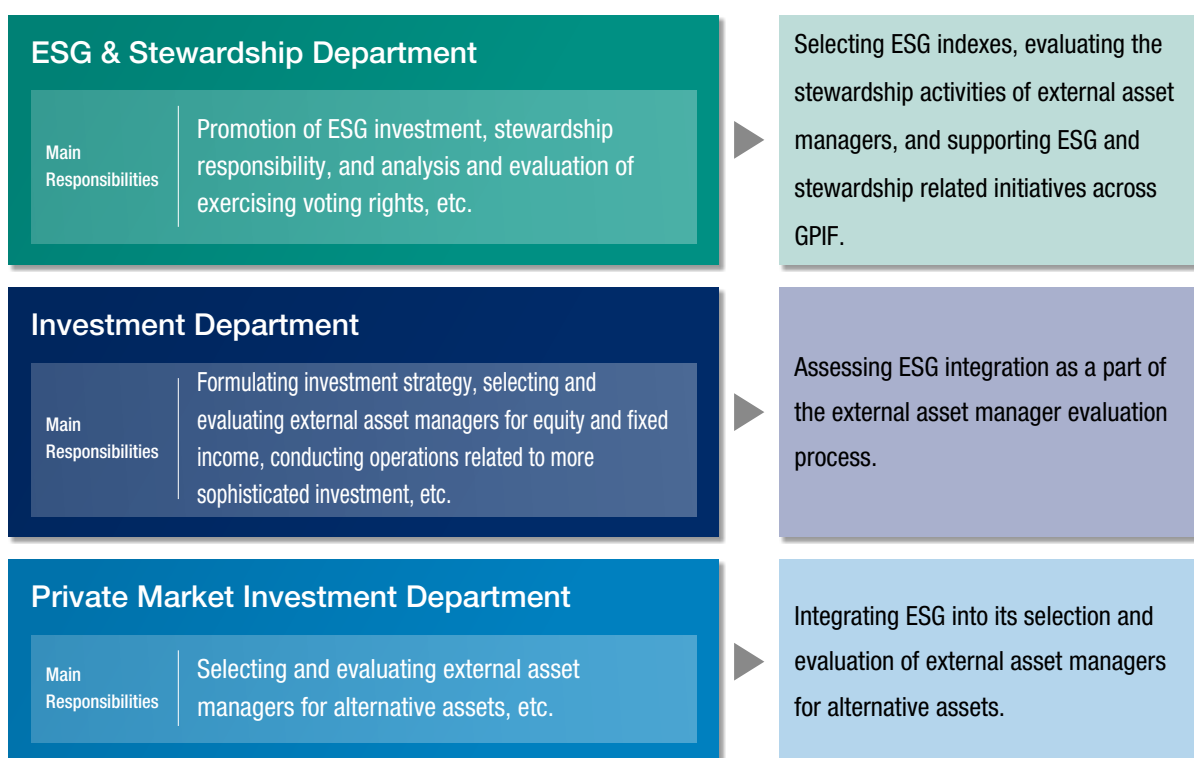 ESG & Stewardship Department
Main
Responsibilities
Promotion of ESG investment, stewardship
responsibility, and analysis and evaluation of
exercising voting rights, etc.
Selecting ESG indexes, evaluating the
stewardship activities of external asset
managers, and supporting ESG and
stewardship related initiatives across
GPIF.
Investment Department
Main
Responsibilities
Formulating investment strategy, selecting and
evaluating external asset managers for equity and fixed
income, conducting operations related to more
sophisticated investment, etc.
Assessing ESG integration as a part of
the external asset manager evaluation
process.
Private Market Investment Department
Main
Responsibilities
Selecting and evaluating external asset
managers for alternative assets, etc.
Integrating ESG into its selection and
evaluation of external asset managers
for alternative assets.